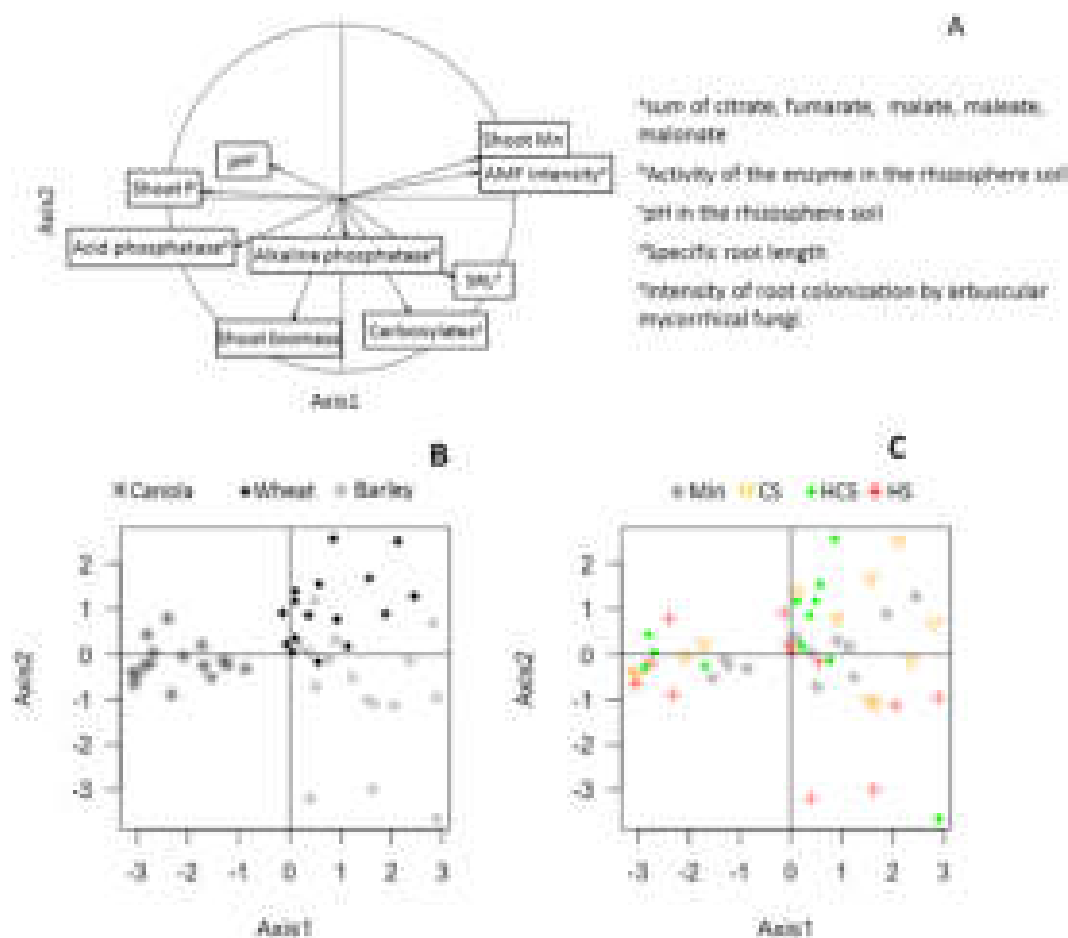 A
Shoot Mn
AMF intensity
Shoot P
Acid phosphatase
Alkaline phosphatase
SRL
Shoot biomass
Carboxylates
Axis2
Axis1
sum of citrate, fumarate, malate, maleate,
malonate
Activity of the enzyme in the rhizosphere soil
pH in the rhizosphere soil
Specific root length
Intensity of root colonization by arbuscular
mycorrhizal fungi
B
Canola Wheat Barley
2
1
0
-1
-2
-3
-3 -2 -1 0 1 2 3
Axis2
Axis1
C
Min CS HCS HS
2
1
0
-1
-2
-3
-3 -2 -1 0 1 2 3
Axis2
Axis1